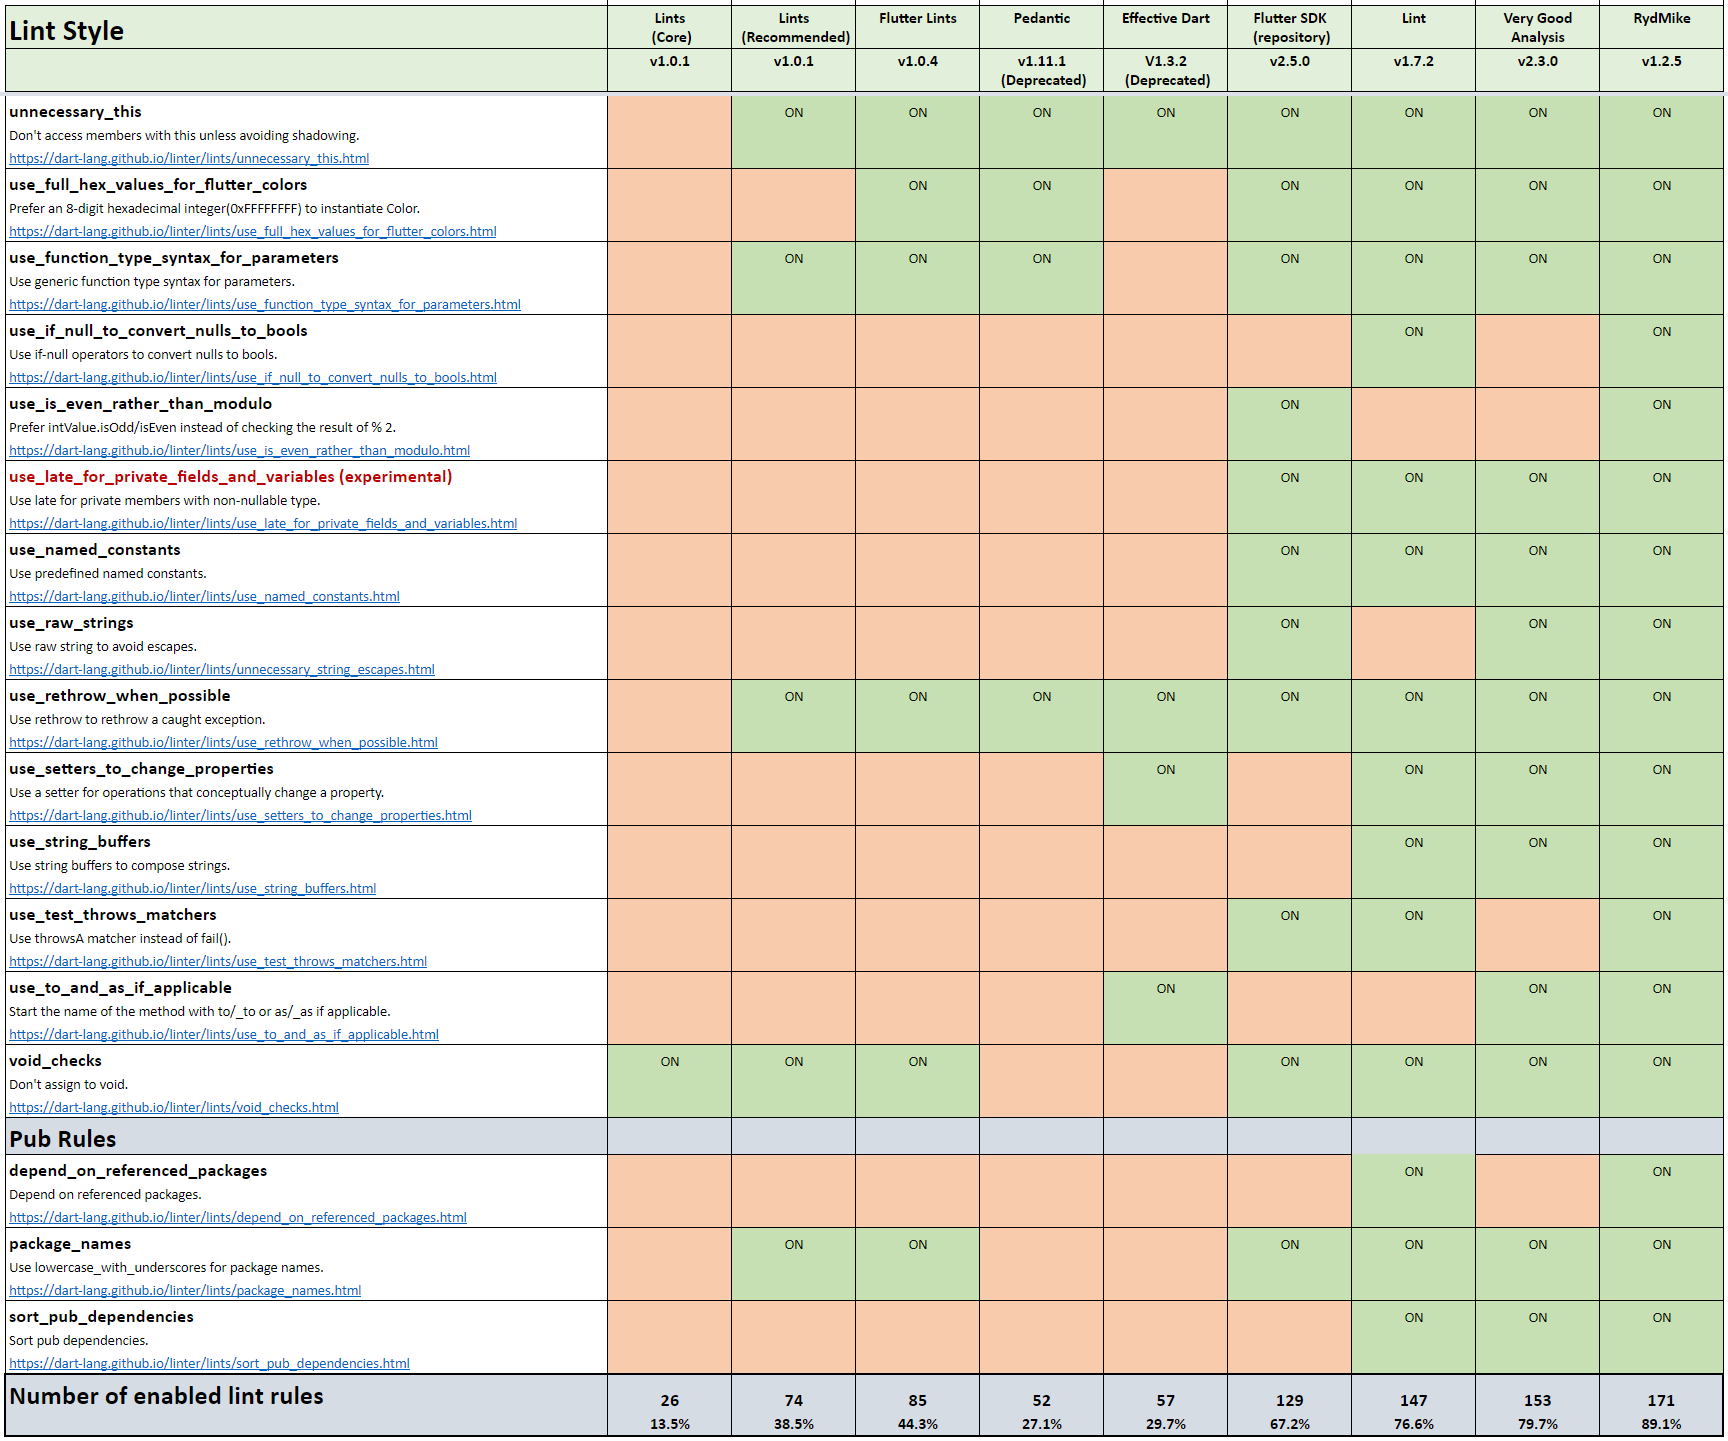 Lint Style
Lints (Core) Lints (Recommended) Flutter Lints Pedantic Effective Dart Flutter SDK (repository) Lint Very Good Analysis RydMike
v1.0.1 v1.0.1 v1.0.4 v1.11.1 (Deprecated) V1.3.2 (Deprecated) v2.5.0 v1.7.2 v2.3.0 v1.2.5
unnecessary_this ON ON ON ON ON ON ON ON
Don't access members with this unless avoiding shadowing.
https://dart-lang.github.io/linter/lints/unnecessary_this.html
use_full_hex_values_for_flutter_colors ON ON ON ON ON ON
Prefer an 8-digit hexadecimal integer(0xFFFFFFFF) to instantiate Color.
https://dart-lang.github.io/linter/lints/use_full_hex_values_for_flutter_colors.html
use_function_type_syntax_for_parameters ON ON ON ON ON ON ON
Use generic function type syntax for parameters.
https://dart-lang.github.io/linter/lints/use_function_type_syntax_for_parameters.html
use_if_null_to_convert_nulls_to_bools ON ON
Use if-null operators to convert nulls to bools.
https://dart-lang.github.io/linter/lints/use_if_null_to_convert_nulls_to_bools.html
use_is_even_rather_than_modulo ON ON
Prefer intValue.isOdd/isEven instead of checking the result of % 2.
https://dart-lang.github.io/linter/lints/use_is_even_rather_than_modulo.html
use_late_for_private_fields_and_variables (experimental) ON ON ON ON
Use late for private members with non-nullable type.
https://dart-lang.github.io/linter/lints/use_late_for_private_fields_and_variables.html
use_named_constants ON ON ON ON
Use predefined named constants.
https://dart-lang.github.io/linter/lints/use_named_constants.html
use_raw_strings ON ON ON
Use raw string to avoid escapes.
https://dart-lang.github.io/linter/lints/unnecessary_string_escapes.html
use_rethrow_when_possible ON ON ON ON ON ON ON ON
Use rethrow to rethrow a caught exception.
https://dart-lang.github.io/linter/lints/use_rethrow_when_possible.html
use_setters_to_change_properties ON ON ON ON
Use a setter for operations that conceptually change a property.
https://dart-lang.github.io/linter/lints/use_setters_to_change_properties.html
use_string_buffers ON ON ON
Use string buffers to compose strings.
https://dart-lang.github.io/linter/lints/use_string_buffers.html
use_test_throws_matchers ON ON ON
Use throwsA matcher instead of fail().
https://dart-lang.github.io/linter/lints/use_test_throws_matchers.html
use_to_and_as_if_applicable ON ON ON
Start the name of the method with to/_to or as/_as if applicable.
https://dart-lang.github.io/linter/lints/use_to_and_as_if_applicable.html
void_checks ON ON ON ON ON ON ON
Don't assign to void.
https://dart-lang.github.io/linter/lints/void_checks.html
Pub Rules
depend_on_referenced_packages ON ON
Depend on referenced packages.
https://dart-lang.github.io/linter/lints/depend_on_referenced_packages.html
package_names ON ON ON ON ON ON
Use lowercase_with_underscores for package names.
https://dart-lang.github.io/linter/lints/package_names.html
sort_pub_dependencies ON ON ON
Sort pub dependencies.
https://dart-lang.github.io/linter/lints/sort_pub_dependencies.html
Number of enabled lint rules 26 74 85 52 57 129 147 153 171
13.5% 38.5% 44.3% 27.1% 29.7% 67.2% 76.6% 79.7% 89.1%